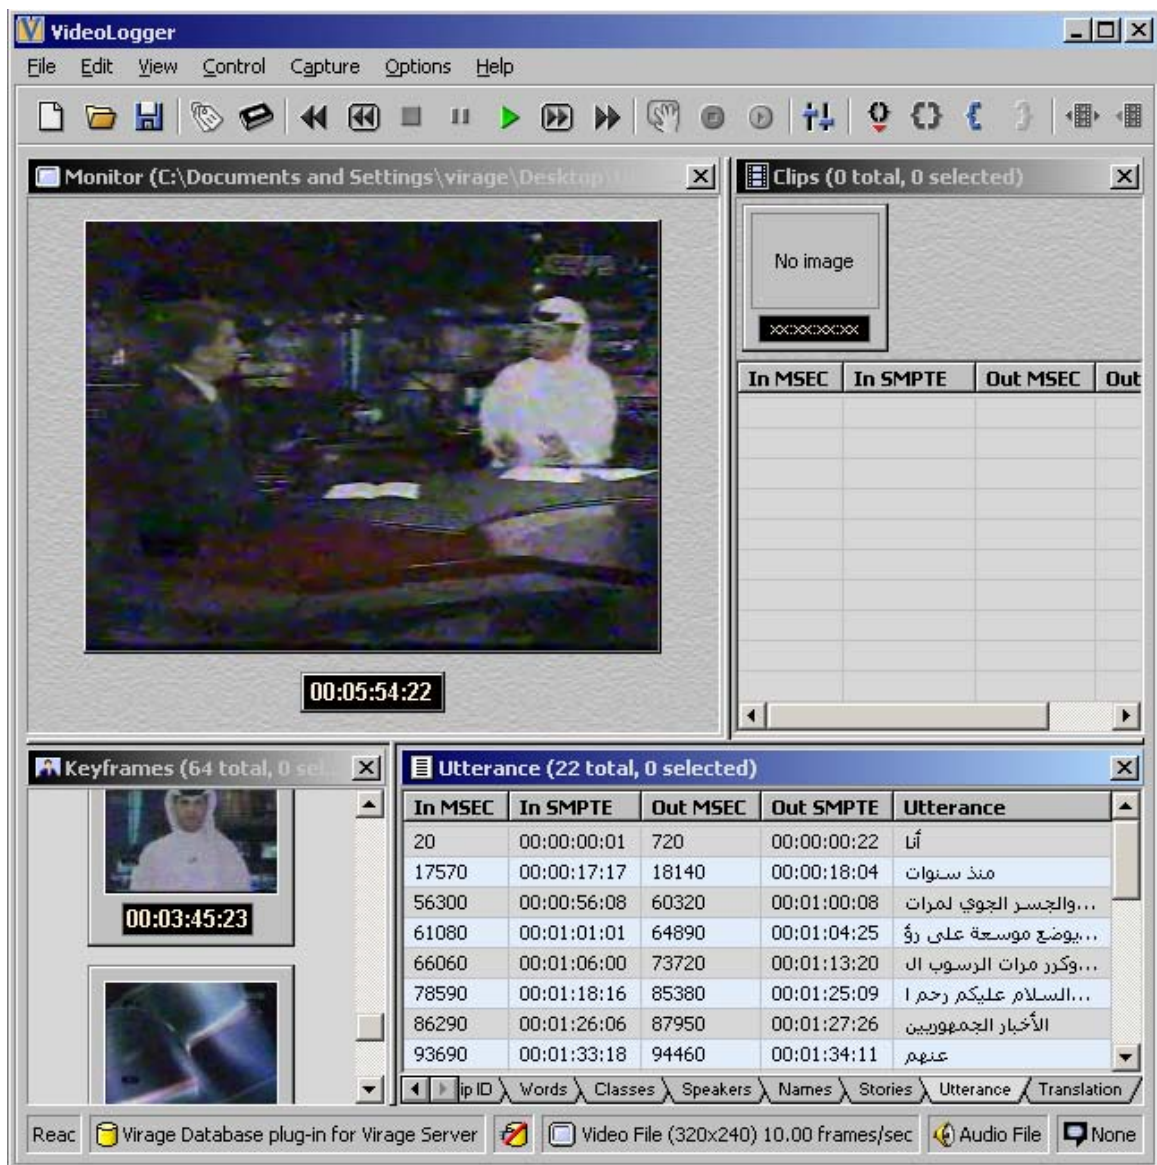 VideoLogger
File Edit View Control Capture Options Help
Monitor (C:\Documents and Settings\virage\Desktop\
Clips (0 total, 0 selected)
No image
xx:xx:xx:xx
In MSEC In SMPTE Out MSEC Out
00:05:54:22
Keyframes (64 total, 0 sel...
00:03:45:23
Utterance (22 total, 0 selected)
In MSEC In SMPTE Out MSEC Out SMPTE Utterance
20 00:00:00:01 720 00:00:00:22 أنا
17570 00:00:17:17 18140 00:00:18:04 منذ سنوات
56300 00:00:56:08 60320 00:01:00:08 والجسر الجوي لمرات...
61080 00:01:01:01 64890 00:01:04:25 يوضع موسعة على رؤ...
66060 00:01:06:00 73720 00:01:13:20 وكرر مرات الرسوب ال...
78590 00:01:18:16 85380 00:01:25:09 السلام عليكم رحم ا...
86290 00:01:26:06 87950 00:01:27:26 الأخبار الجمهوريين
93690 00:01:33:18 94460 00:01:34:11 عنهم
ip ID Words Classes Speakers Names Stories Utterance Translation
Reac Virage Database plug-in for Virage Server Video File (320x240) 10.00 frames/sec Audio File None